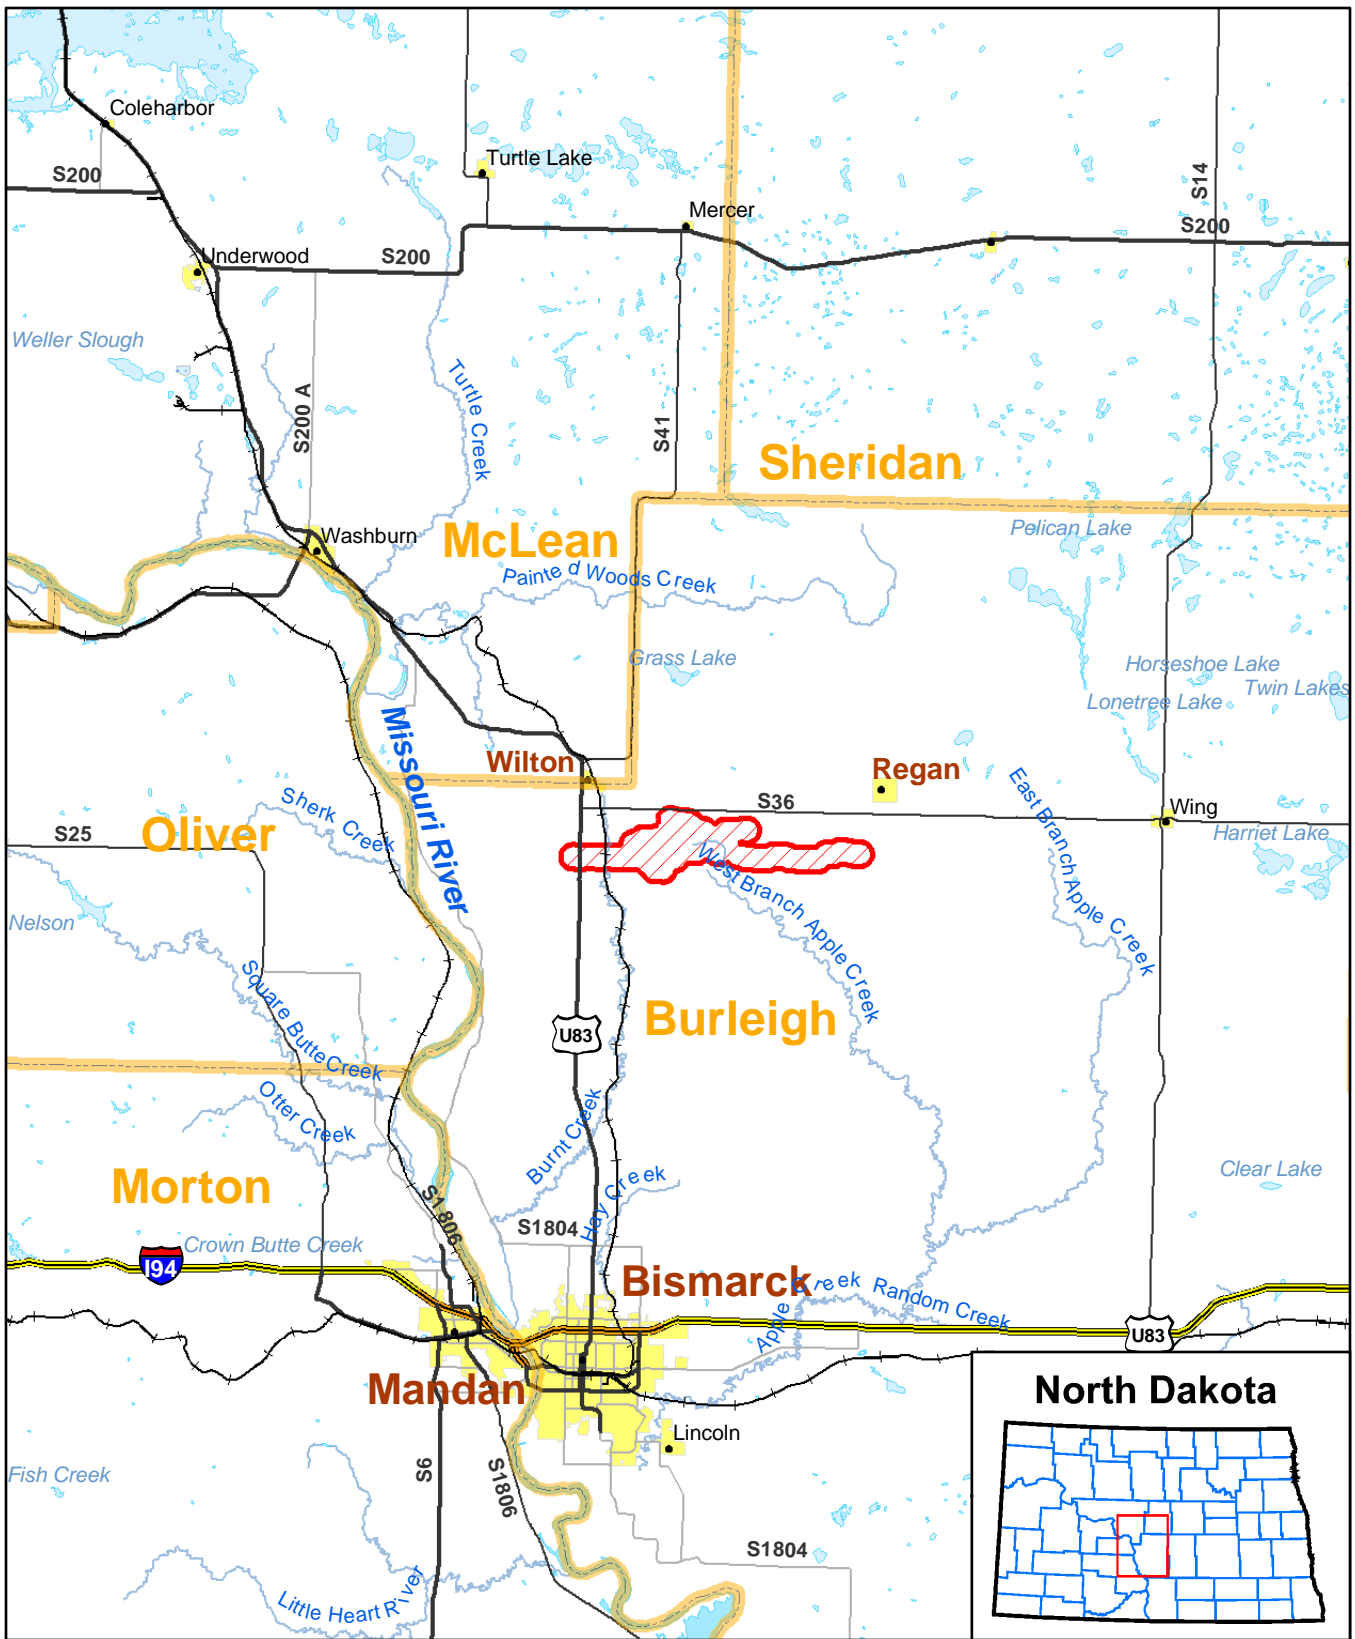 Coleharbor
Turtle Lake
S200
S14
Mercer
S200
Underwood
S200
Weller Slough
Turtle Creek
S200 A
S41
Sheridan
Pelican Lake
Washburn
McLean
Painted Woods Creek
Grass Lake
Horseshoe Lake
Twin Lakes
Lonetree Lake
Missouri River
Wilton
Regan
S36
Wing
East Branch Apple Creek
Sherk Creek
S25
Oliver
Harriet Lake
West Branch Apple Creek
Nelson
Square Butte Creek
Burleigh
U83
Otter Creek
Burnt Creek
Morton
Clear Lake
Hay Creek
S1806
S1804
Crown Butte Creek
I94
Bismarck
Apple Creek
Random Creek
U83
Mandan
North Dakota
Lincoln
Fish Creek
S6
S1806
S1804
Little Heart River